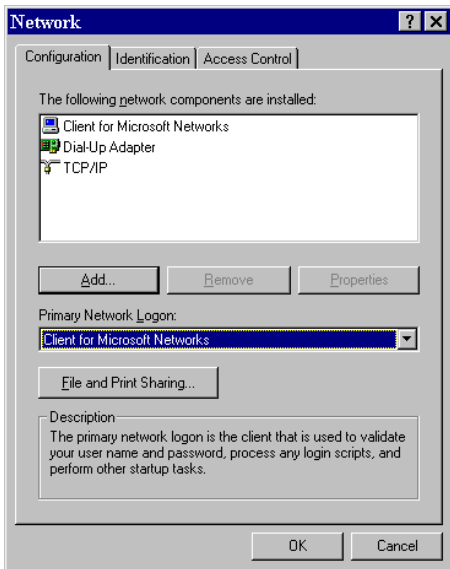 Network
? X
Configuration Identification Access Control
The following network components are installed:
Client for Microsoft Networks
Dial-Up Adapter
TCP/IP
Add... Remove Properties
Primary Network Logon:
Client for Microsoft Networks
File and Print Sharing...
Description
The primary network logon is the client that is used to validate
your user name and password, process any login scripts, and
perform other startup tasks.
OK Cancel